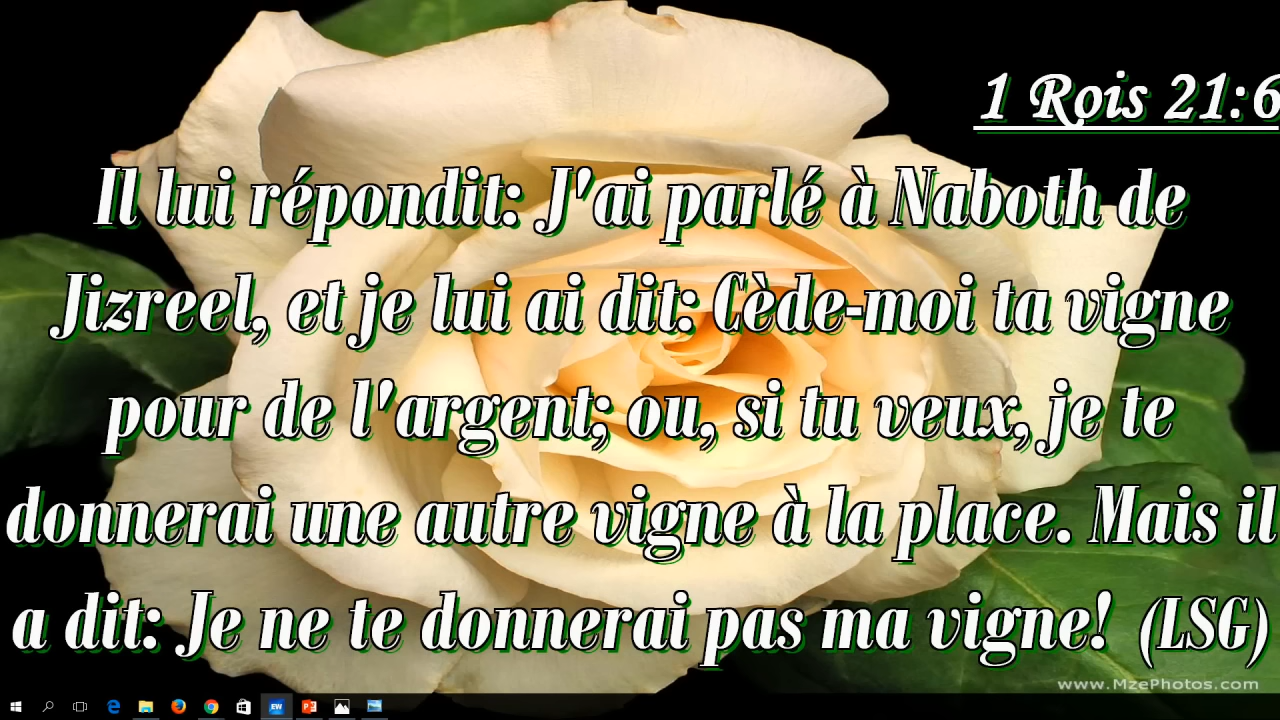 1 Rois 21:6
Il lui répondit: J'ai parlé à Naboth de
Jizreel, et je lui ai dit: Cède-moi ta vigne
pour de l'argent; ou, si tu veux, je te
donnerai une autre vigne à la place. Mais il
a dit: Je ne te donnerai pas ma vigne! (LSG)
www.MzePhotos.com
EW